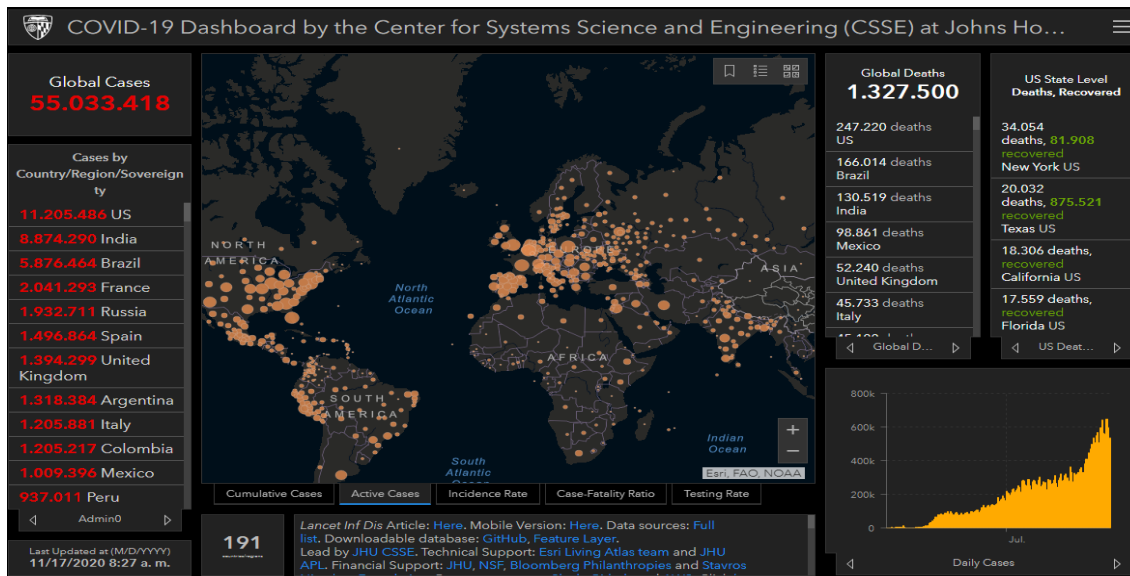 COVID-19 Dashboard by the Center for Systems Science and Engineering (CSSE) at Johns Ho...
Global Cases
55.033.418
Cases by
Country/Region/Sovereign
ty
11.205.486 US
8.874.290 India
5.876.464 Brazil
2.041.293 France
1.932.711 Russia
1.496.864 Spain
1.394.299 United
Kingdom
1.318.384 Argentina
1.205.881 Italy
1.205.217 Colombia
1.009.396 Mexico
937.011 Peru
Admin0
Last Updated at (M/D/YYYY)
11/17/2020 8:27 a. m.
NORTH
AMERICA
North
Atlantic
Ocean
EUROPE
ASIA
AFRICA
SOUTH
AMERICA
South
Atlantic
Ocean
Indian
Ocean
Esri, FAO, NOAA
Cumulative Cases
Active Cases
Incidence Rate
Case-Fatality Ratio
Testing Rate
191
countries/regions
Lancet Inf Dis Article: Here. Mobile Version: Here. Data sources: Full
list. Downloadable database: GitHub, Feature Layer.
Lead by JHU CSSE. Technical Support: Esri Living Atlas team and JHU
APL. Financial Support: JHU, NSF, Bloomberg Philanthropies and Stavros
Global Deaths
1.327.500
247.220 deaths
US
166.014 deaths
Brazil
130.519 deaths
India
98.861 deaths
Mexico
52.240 deaths
United Kingdom
45.733 deaths
Italy
Global D...
US State Level
Deaths, Recovered
34.054
deaths, 81.908
recovered
New York US
20.032
deaths, 875.521
recovered
Texas US
18.306 deaths,
recovered
California US
17.559 deaths,
recovered
Florida US
US Deat...
800k
600k
400k
200k
0
Jul.
Daily Cases